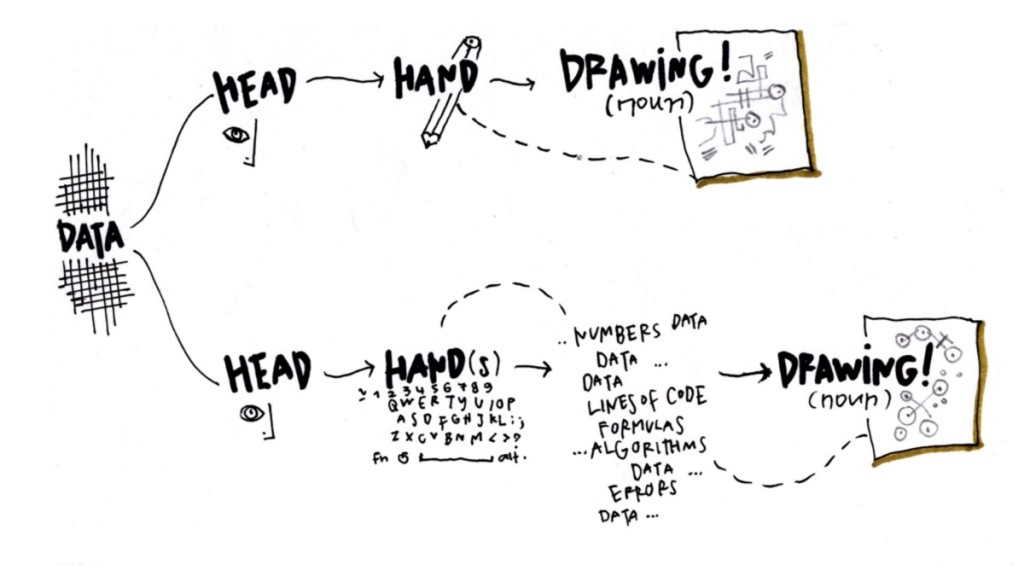 DATA
HEAD
HAND
DRAWING!
(noun)
HEAD
HAND(s)
~ 1 2 3 4 5 6 7 8 9
Q W E R T Y U I O P
A S D F G H J K L : ;
Z X C V B N M < > ?
fn alt.
.. NUMBERS DATA
DATA ...
DATA
LINES OF CODE
FORMULAS
...ALGORITHMS
DATA ...
ERRORS
DATA ...
DRAWING!
(noun)